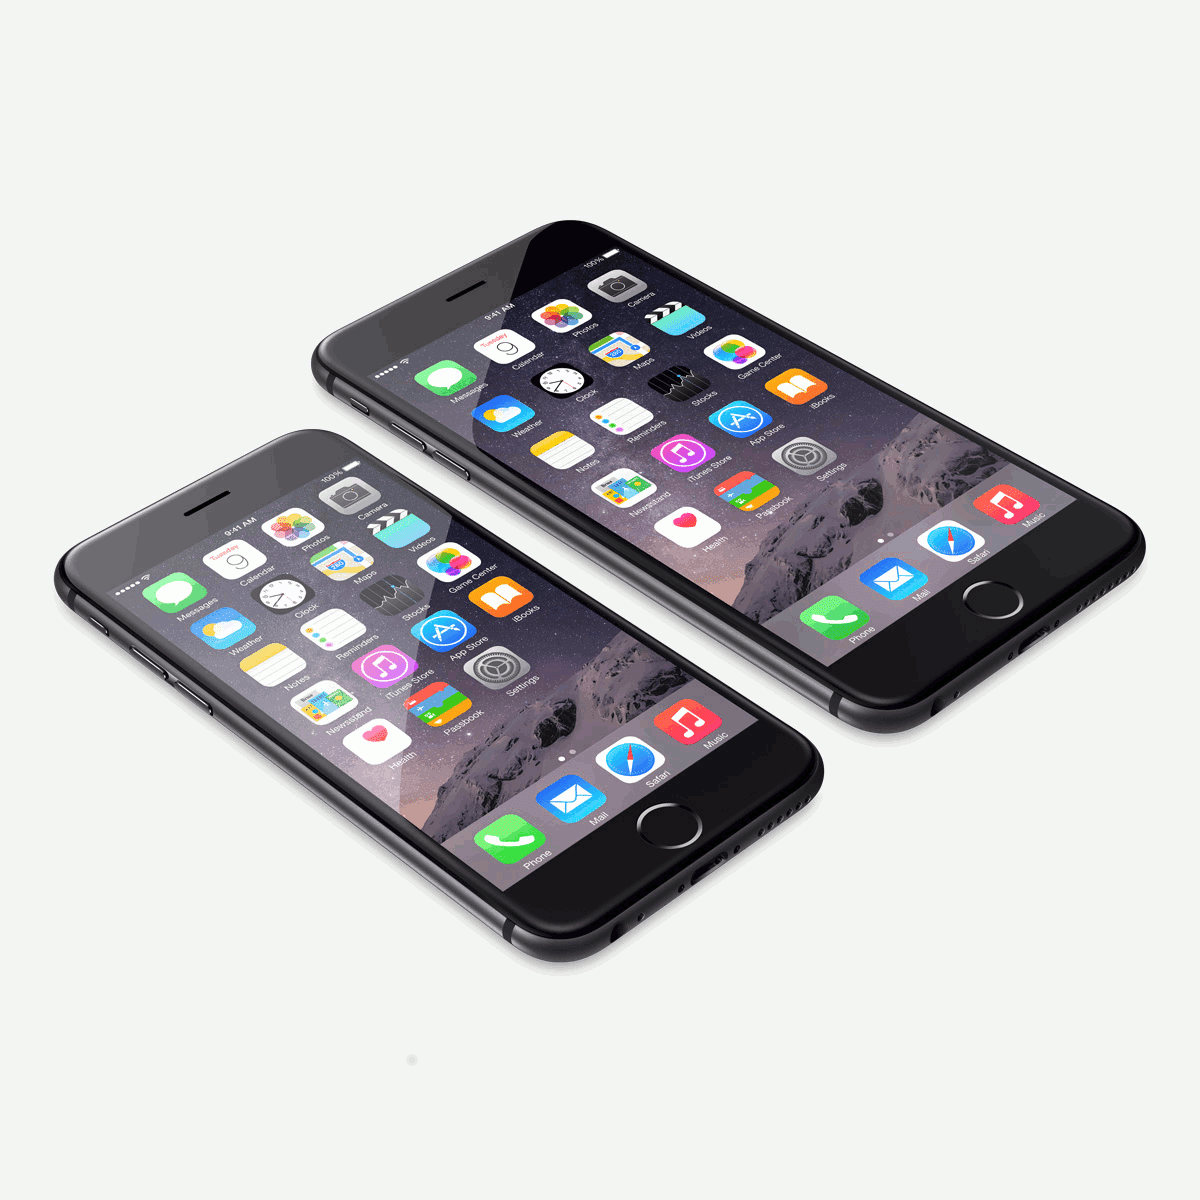 9:41 AM
100%
Messages
Tuesday
9
Calendar
Photos
Camera
Weather
Clock
280
Maps
Videos
Notes
Reminders
Stocks
Game Center
Newsstand
iTunes Store
App Store
iBooks
Health
Passbook
Settings
Phone
Mail
Safari
Music
9:41 AM
100%
Messages
Tuesday
9
Calendar
Photos
Camera
Weather
Clock
280
Maps
Videos
Notes
Reminders
Stocks
Game Center
Newsstand
iTunes Store
App Store
iBooks
Health
Passbook
Settings
Phone
Mail
Safari
Music